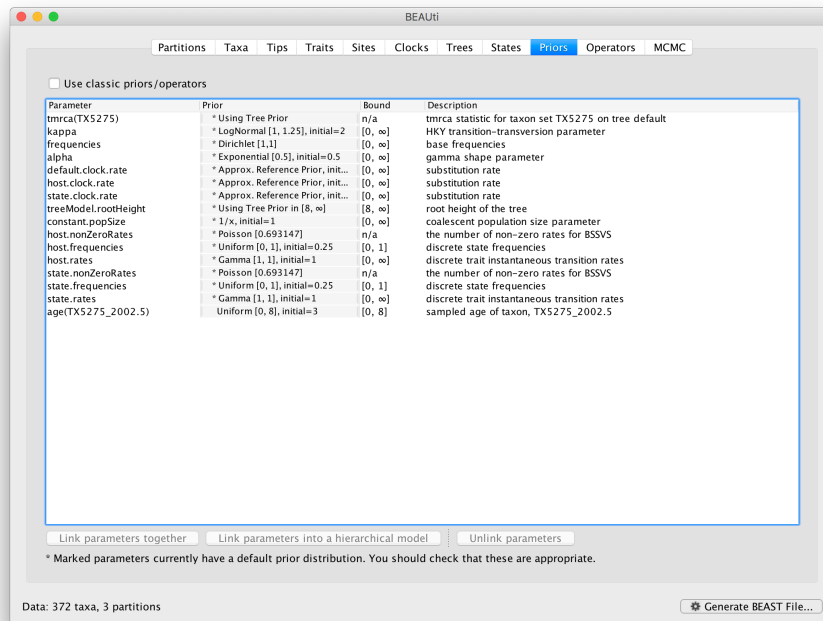 BEAUti
Partitions Taxa Tips Traits Sites Clocks Trees States Priors Operators MCMC
Use classic priors/operators
Parameter Prior Bound Description
tmrca(TX5275) * Using Tree Prior n/a tmrca statistic for taxon set TX5275 on tree default
kappa * LogNormal [1, 1.25], initial=2 [0, ∞] HKY transition-transversion parameter
frequencies * Dirichlet [1,1] [0, ∞] base frequencies
alpha * Exponential [0.5], initial=0.5 [0, ∞] gamma shape parameter
default.clock.rate * Approx. Reference Prior, init... [0, ∞] substitution rate
host.clock.rate * Approx. Reference Prior, init... [0, ∞] substitution rate
state.clock.rate * Approx. Reference Prior, init... [0, ∞] substitution rate
treeModel.rootHeight * Using Tree Prior in [8, ∞] [8, ∞] root height of the tree
constant.popSize * 1/x, initial=1 [0, ∞] coalescent population size parameter
host.nonZeroRates * Poisson [0.693147] n/a the number of non-zero rates for BSSVS
host.frequencies * Uniform [0, 1], initial=0.25 [0, 1] discrete state frequencies
host.rates * Gamma [1, 1], initial=1 [0, ∞] discrete trait instantaneous transition rates
state.nonZeroRates * Poisson [0.693147] n/a the number of non-zero rates for BSSVS
state.frequencies * Uniform [0, 1], initial=0.25 [0, 1] discrete state frequencies
state.rates * Gamma [1, 1], initial=1 [0, ∞] discrete trait instantaneous transition rates
age(TX5275_2002.5) Uniform [0, 8], initial=3 [0, 8] sampled age of taxon, TX5275_2002.5
Link parameters together Link parameters into a hierarchical model Unlink parameters
* Marked parameters currently have a default prior distribution. You should check that these are appropriate.
Data: 372 taxa, 3 partitions Generate BEAST File...